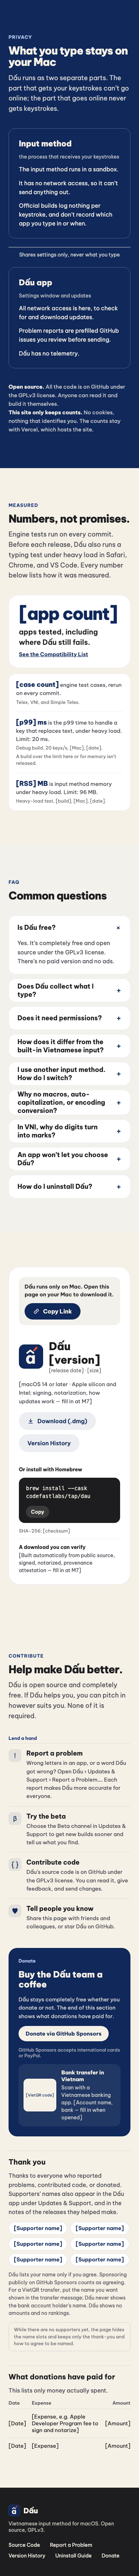 PRIVACY
What you type stays on
your Mac
Dấu runs as two separate parts. The
part that gets your keystrokes can't go
online; the part that goes online never
gets keystrokes.
Input method
the process that receives your keystrokes
The input method runs in a sandbox.
It has no network access, so it can't
send anything out.
Official builds log nothing per
keystroke, and don't record which
app you type in or when.
Shares settings only, never what you type
Dấu app
Settings window and updates
All network access is here, to check
for and download updates.
Problem reports are prefilled GitHub
issues you review before sending.
Dấu has no telemetry.
Open source. All the code is on GitHub under
the GPLv3 license. Anyone can read it and
build it themselves.
This site only keeps counts. No cookies,
nothing that identifies you. The counts stay
with Vercel, which hosts the site.
MEASURED
Numbers, not promises.
Engine tests run on every commit.
Before each release, Dấu also runs a
typing test under heavy load in Safari,
Chrome, and VS Code. Every number
below lists how it was measured.
[app count]
apps tested, including
where Dấu still fails.
See the Compatibility List
[case count] engine test cases, rerun
on every commit.
Telex, VNI, and Simple Telex.
[p99] ms is the p99 time to handle a
key that replaces text, under heavy load.
Limit: 20 ms.
Debug build, 20 keys/s, [Mac], [date].
A build over the limit here or for memory isn't
released.
[RSS] MB is input method memory
under heavy load. Limit: 96 MB.
Heavy-load test, [build], [Mac], [date].
FAQ
Common questions
Is Dấu free?
×
Yes. It's completely free and open
source under the GPLv3 license.
There's no paid version and no ads.
Does Dấu collect what I
type?
+
Does it need permissions?
+
How does it differ from the
built-in Vietnamese input?
+
I use another input method.
How do I switch?
+
Why no macros, auto-
capitalization, or encoding
conversion?
+
In VNI, why do digits turn
into marks?
+
An app won't let you choose
Dấu?
+
How do I uninstall Dấu?
+
Dấu runs only on Mac. Open this
page on your Mac to download it.
Copy Link
Dấu
[version]
[release date] · [size]
[macOS 14 or later · Apple silicon and
Intel; signing, notarization, how
updates work — fill in at M7]
Download (.dmg)
Version History
Or install with Homebrew
brew install --cask
codefastlabs/tap/dau
Copy
SHA-256: [checksum]
A download you can verify
[Built automatically from public source,
signed, notarized, provenance
attestation — fill in at M7]
CONTRIBUTE
Help make Dấu better.
Dấu is open source and completely
free. If Dấu helps you, you can pitch in
however suits you. None of it is
required.
Lend a hand
!
Report a problem
Wrong letters in an app, or a word Dấu
got wrong? Open Dấu › Updates &
Support › Report a Problem.... Each
report makes Dấu more accurate for
everyone.
β
Try the beta
Choose the Beta channel in Updates &
Support to get new builds sooner and
tell us what you find.
{ }
Contribute code
Dấu's source code is on GitHub under
the GPLv3 license. You can read it, give
feedback, and send changes.
Tell people you know
Share this page with friends and
colleagues, or star Dấu on GitHub.
Donate
Buy the Dấu team a
coffee
Dấu stays completely free whether you
donate or not. The end of this section
shows what donations have paid for.
Donate via GitHub Sponsors
GitHub Sponsors accepts international cards
or PayPal.
[VietQR code]
Bank transfer in
Vietnam
Scan with a
Vietnamese banking
app. [Account name,
bank — fill in when
opened]
Thank you
Thanks to everyone who reported
problems, contributed code, or donated.
Supporters' names also appear in the Dấu
app under Updates & Support, and in the
notes of the releases they helped make.
[Supporter name]
[Supporter name]
[Supporter name]
[Supporter name]
[Supporter name]
[Supporter name]
Dấu lists your name only if you agree. Sponsoring
publicly on GitHub Sponsors counts as agreeing.
For a VietQR transfer, put the name you want
shown in the transfer message. Dấu never shows
the bank account holder's name. Dấu shows no
amounts and no rankings.
While there are no supporters yet, the page hides
the name slots and keeps only the thank-you and
how to agree to be named.
What donations have paid for
This lists only money actually spent.
Date Expense Amount
[Date] [Expense, e.g. Apple
Developer Program fee to
sign and notarize] [Amount]
[Date] [Expense] [Amount]
Dấu
Vietnamese input method for macOS. Open
source, GPLv3.
Source Code Report a Problem
Version History Uninstall Guide Donate